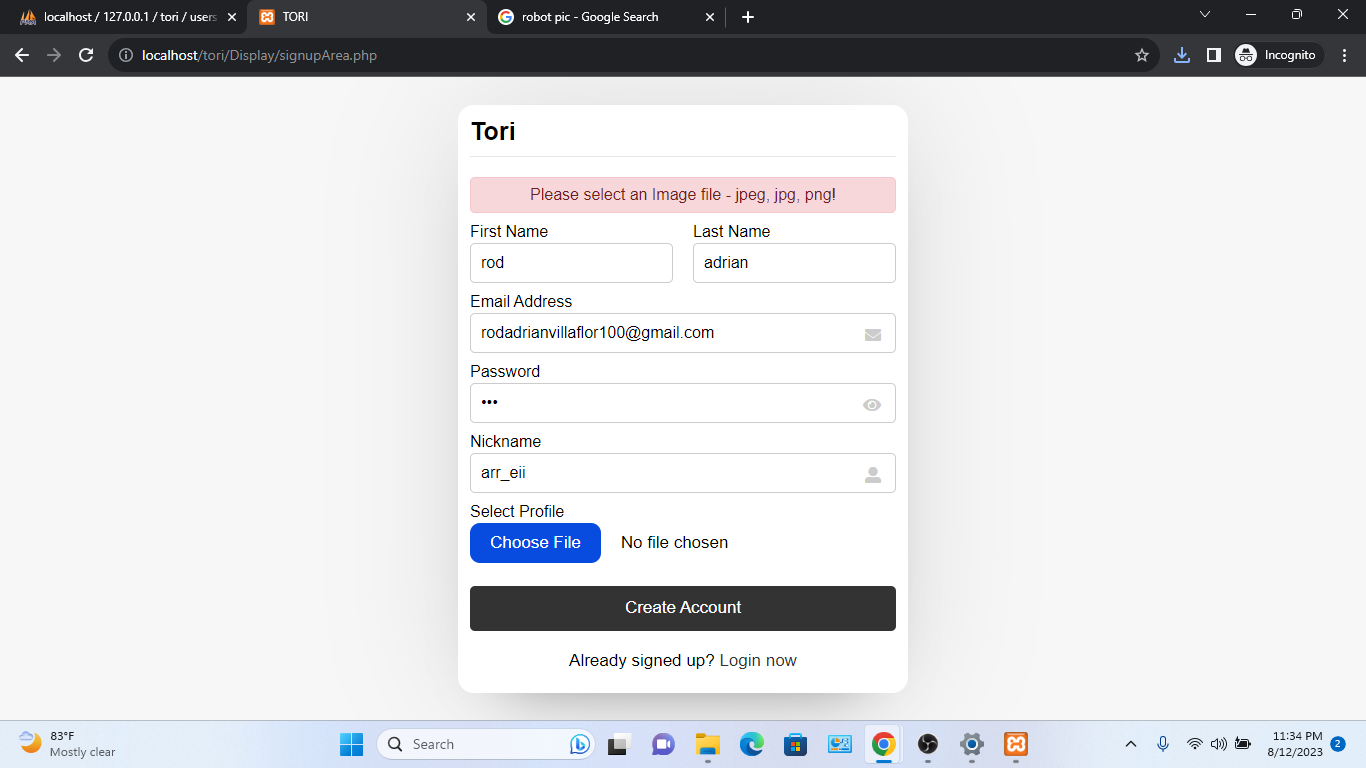 localhost / 127.0.0.1 / tori / users
TORI
robot pic - Google Search
localhost/tori/Display/signupArea.php
Incognito
Tori
Please select an Image file - jpeg, jpg, png!
First Name
Last Name
rod
adrian
Email Address
rodadrianvillaflor100@gmail.com
Password
Nickname
arr_eii
Select Profile
Choose File
No file chosen
Create Account
Already signed up? Login now
83°F
Mostly clear
Search
11:34 PM
8/12/2023
2